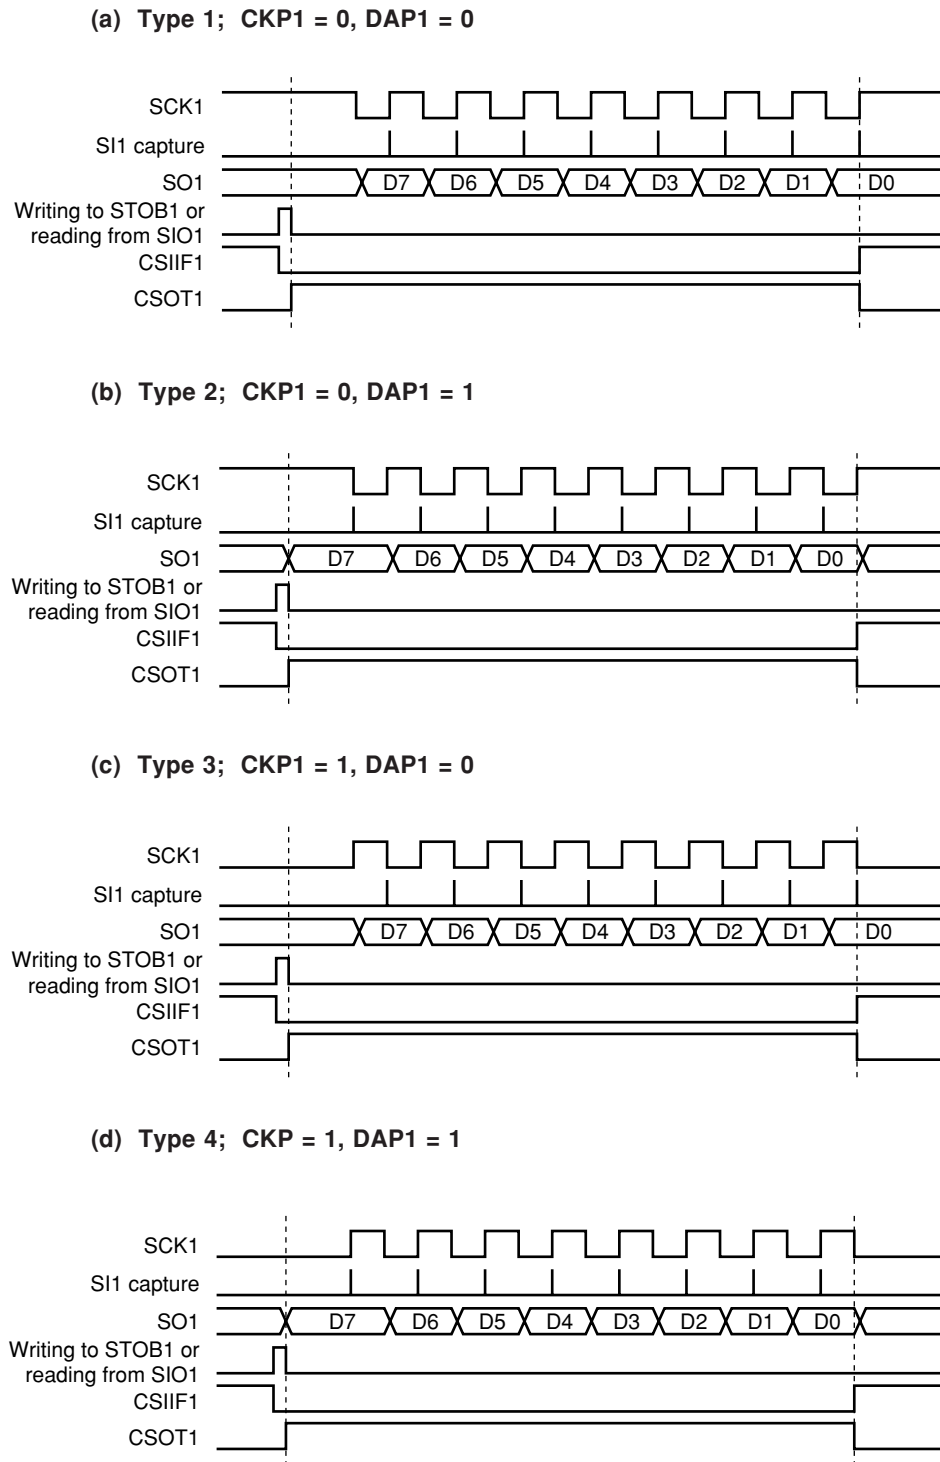 (a) Type 1; CKP1 = 0, DAP1 = 0
SCK1
SI1 capture
SO1 D7 D6 D5 D4 D3 D2 D1 D0
Writing to STOB1 or
reading from SIO1
CSIIF1
CSOT1
(b) Type 2; CKP1 = 0, DAP1 = 1
SCK1
SI1 capture
SO1 D7 D6 D5 D4 D3 D2 D1 D0
Writing to STOB1 or
reading from SIO1
CSIIF1
CSOT1
(c) Type 3; CKP1 = 1, DAP1 = 0
SCK1
SI1 capture
SO1 D7 D6 D5 D4 D3 D2 D1 D0
Writing to STOB1 or
reading from SIO1
CSIIF1
CSOT1
(d) Type 4; CKP = 1, DAP1 = 1
SCK1
SI1 capture
SO1 D7 D6 D5 D4 D3 D2 D1 D0
Writing to STOB1 or
reading from SIO1
CSIIF1
CSOT1